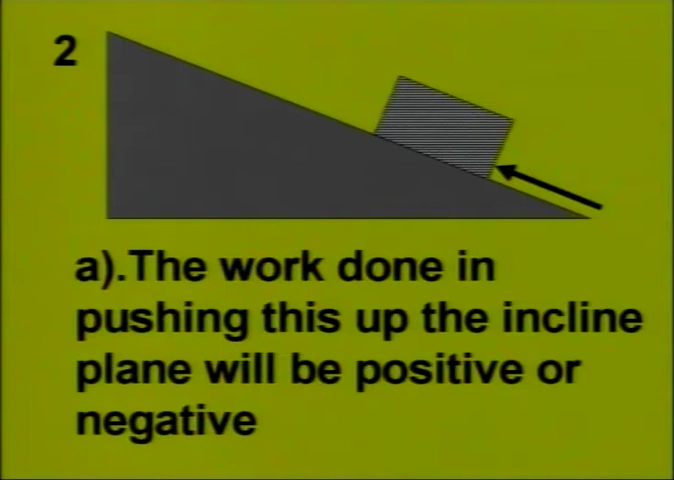 2
a).The work done in
pushing this up the incline
plane will be positive or
negative